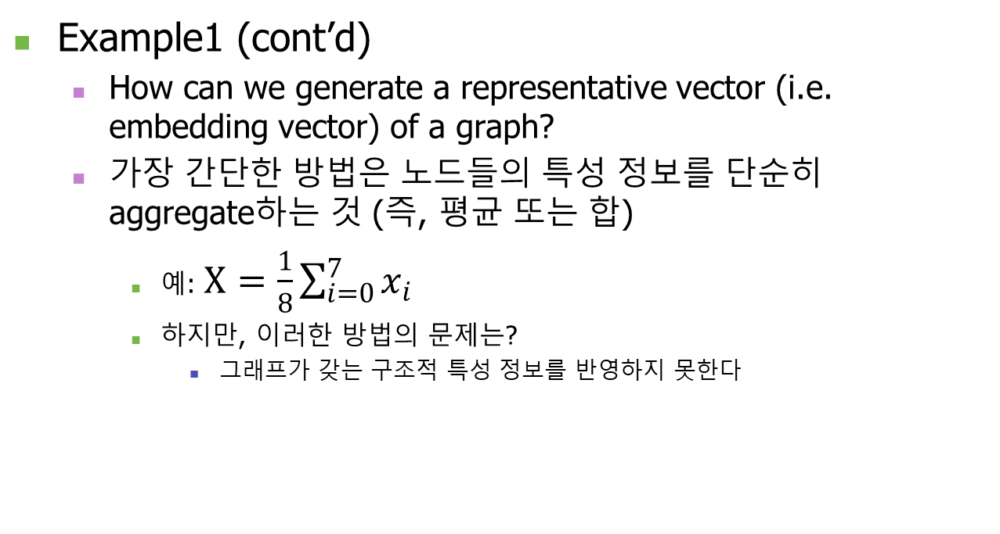 Example1 (cont’d)
How can we generate a representative vector (i.e.
embedding vector) of a graph?
가장 간단한 방법은 노드들의 특성 정보를 단순히
aggregate하는 것 (즉, 평균 또는 합)
예: X = \frac{1}{8} \sum_{i=0}^{7} x_i
하지만, 이러한 방법의 문제는?
그래프가 갖는 구조적 특성 정보를 반영하지 못한다